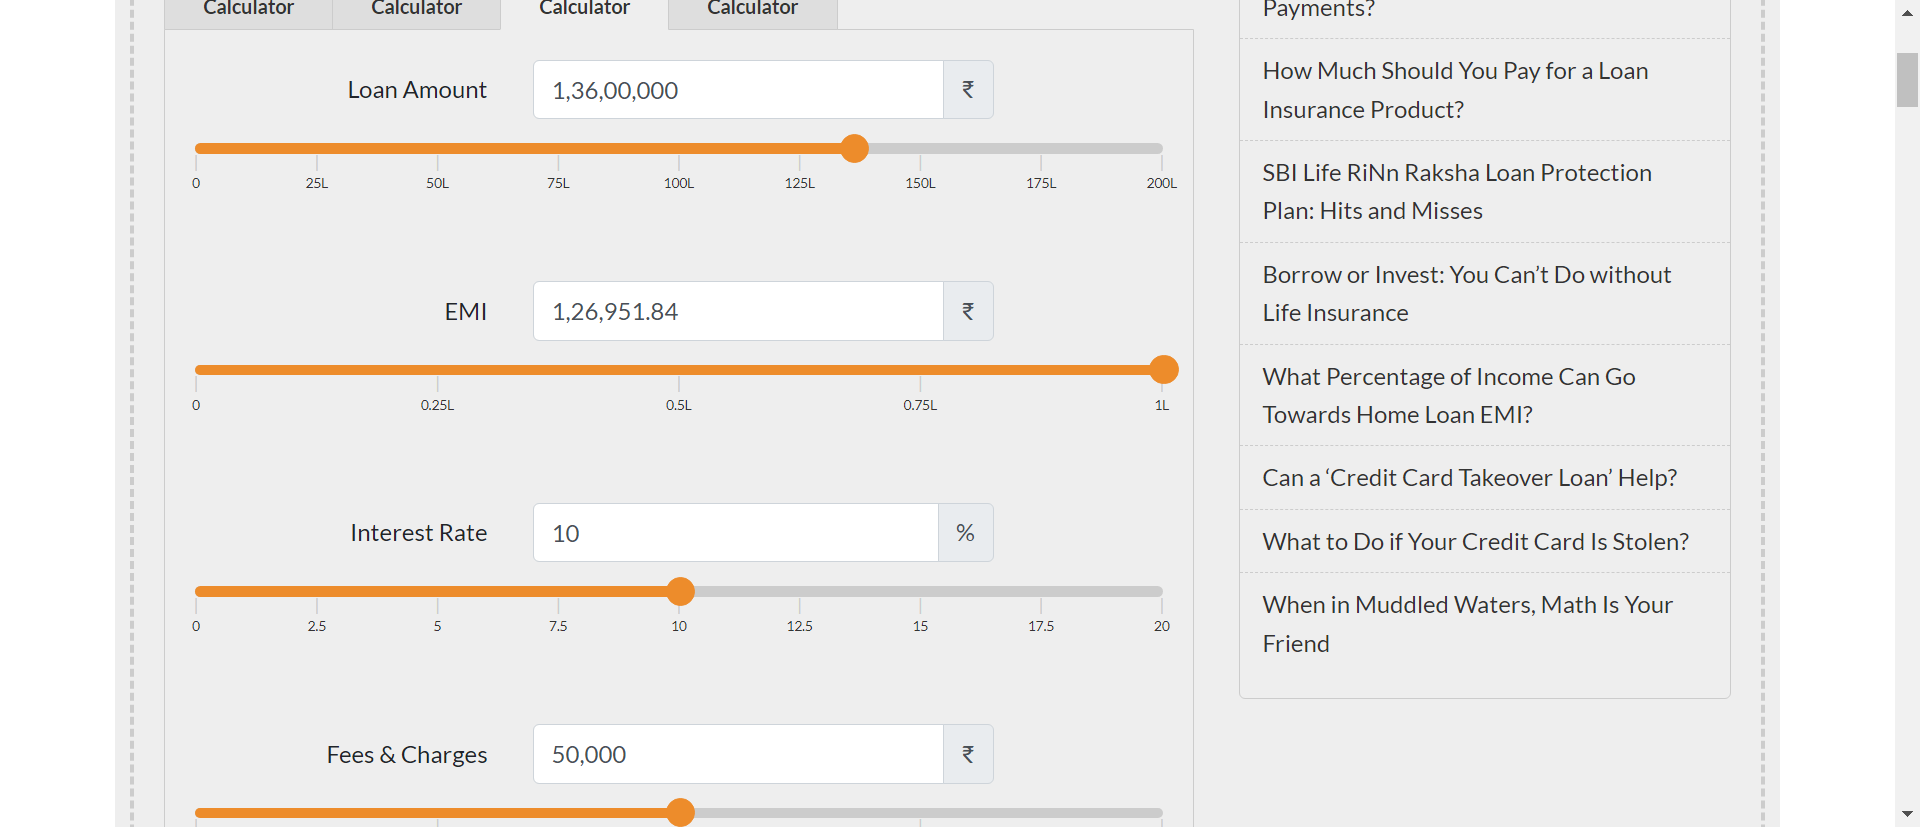 Calculator Calculator Calculator Calculator
Loan Amount 1,36,00,000 ₹
0 25L 50L 75L 100L 125L 150L 175L 200L
EMI 1,26,951.84 ₹
0 0.25L 0.5L 0.75L 1L
Interest Rate 10 %
0 2.5 5 7.5 10 12.5 15 17.5 20
Fees & Charges 50,000 ₹
Payments?
How Much Should You Pay for a Loan
Insurance Product?
SBI Life RiNn Raksha Loan Protection
Plan: Hits and Misses
Borrow or Invest: You Can’t Do without
Life Insurance
What Percentage of Income Can Go
Towards Home Loan EMI?
Can a ‘Credit Card Takeover Loan’ Help?
What to Do if Your Credit Card Is Stolen?
When in Muddled Waters, Math Is Your
Friend